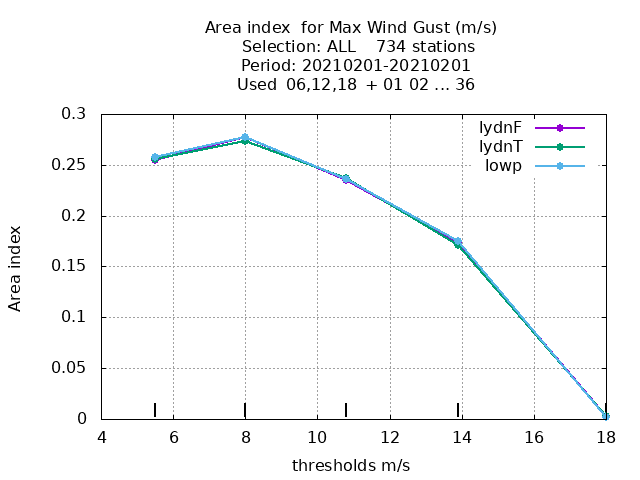 Area index for Max Wind Gust (m/s)
Selection: ALL 734 stations
Period: 20210201-20210201
Used 06,12,18 + 01 02 ... 36
0.3
0.25
0.2
0.15
0.1
0.05
0
Area index
lydnF
lydnT
lowp
4 6 8 10 12 14 16 18
thresholds m/s